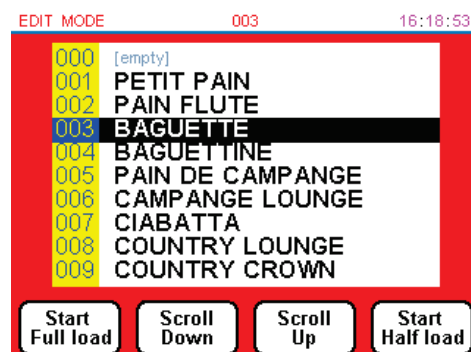 EDIT MODE 003 16:18:53
000 [empty]
001 PETIT PAIN
002 PAIN FLUTE
003 BAGUETTE
004 BAGUETTINE
005 PAIN DE CAMPANGE
006 CAMPANGE LOUNGE
007 CIABATTA
008 COUNTRY LOUNGE
009 COUNTRY CROWN
Start Full load
Scroll Down
Scroll Up
Start Half load